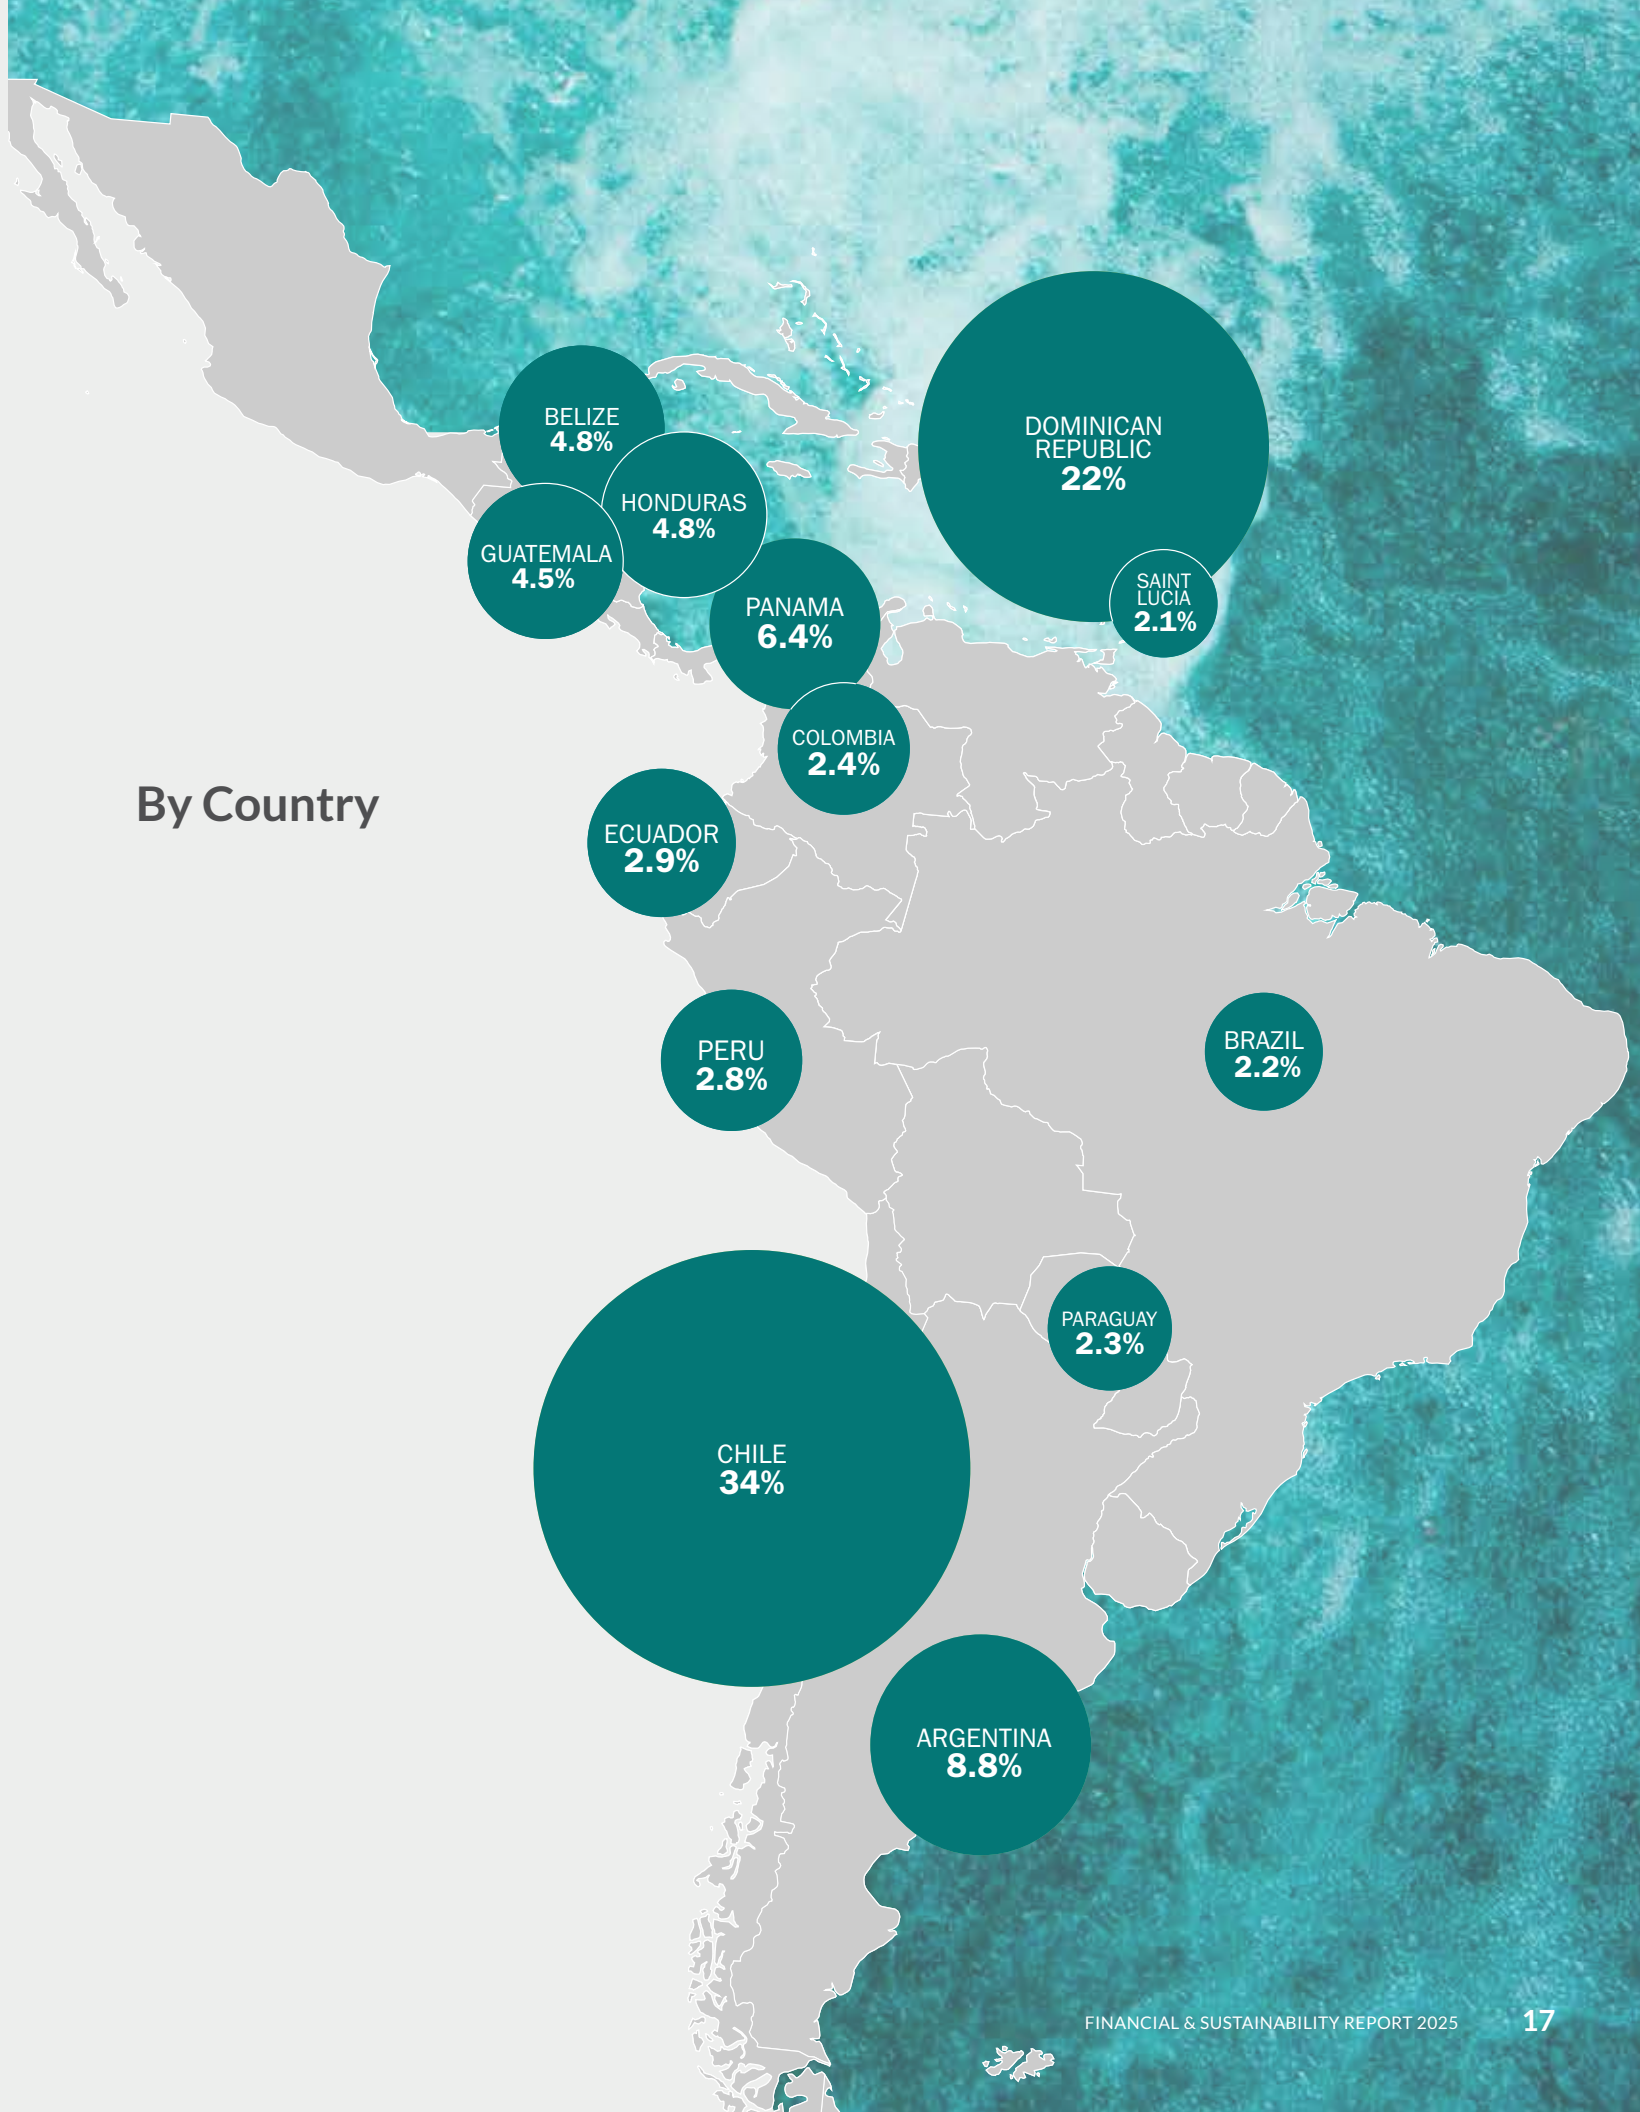 BELIZE
4.8%
DOMINICAN
REPUBLIC
22%
HONDURAS
4.8%
GUATEMALA
4.5%
SAINT
LUCIA
2.1%
PANAMA
6.4%
COLOMBIA
2.4%
By Country
ECUADOR
2.9%
PERU
2.8%
BRAZIL
2.2%
PARAGUAY
2.3%
CHILE
34%
ARGENTINA
8.8%
FINANCIAL & SUSTAINABILITY REPORT 2025 17